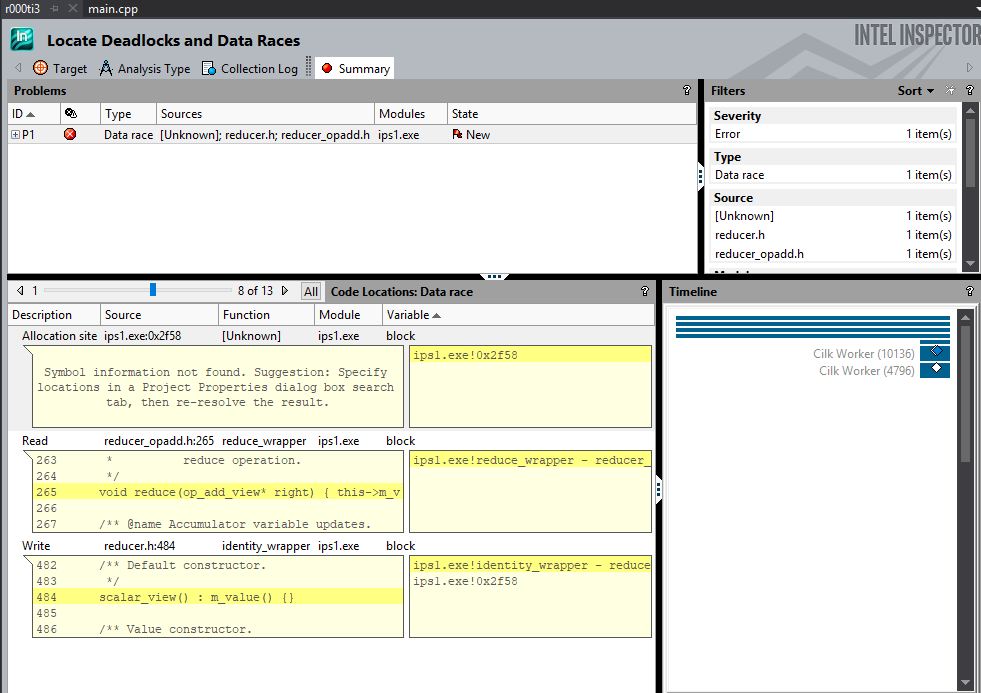 r000ti3 main.cpp
Locate Deadlocks and Data Races
INTEL INSPECTOR
Target Analysis Type Collection Log Summary
Problems ?
ID Type Sources Modules State
P1 Data race [Unknown]; reducer.h; reducer_opadd.h ips1.exe New
Filters Sort ?
Severity
Error 1 item(s)
Type
Data race 1 item(s)
Source
[Unknown] 1 item(s)
reducer.h 1 item(s)
reducer_opadd.h 1 item(s)
1 8 of 13 All Code Locations: Data race ?
Description Source Function Module Variable
Allocation site ips1.exe:0x2f58 [Unknown] ips1.exe block
Symbol information not found. Suggestion: Specify
locations in a Project Properties dialog box search
tab, then re-resolve the result.
ips1.exe!0x2f58
Read reducer_opadd.h:265 reduce_wrapper ips1.exe block
263 * reduce operation.
264 */
265 void reduce(op_add_view* right) { this->m_v
266
267 /** @name Accumulator variable updates.
ips1.exe!reduce_wrapper - reducer_
Write reducer.h:484 identity_wrapper ips1.exe block
482 /** Default constructor.
483 */
484 scalar_view() : m_value() {}
485
486 /** Value constructor.
ips1.exe!identity_wrapper - reduce
ips1.exe!0x2f58
Timeline ?
Cilk Worker (10136)
Cilk Worker (4796)